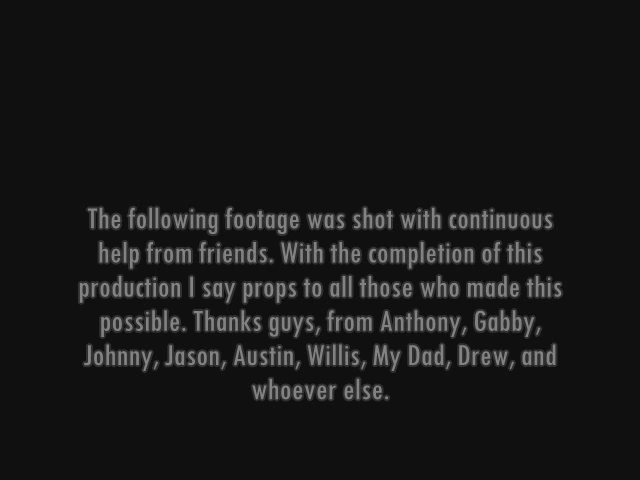 The following footage was shot with continuous
help from friends. With the completion of this
production I say props to all those who made this
possible. Thanks guys, from Anthony, Gabby,
Johnny, Jason, Austin, Willis, My Dad, Drew, and
whoever else.